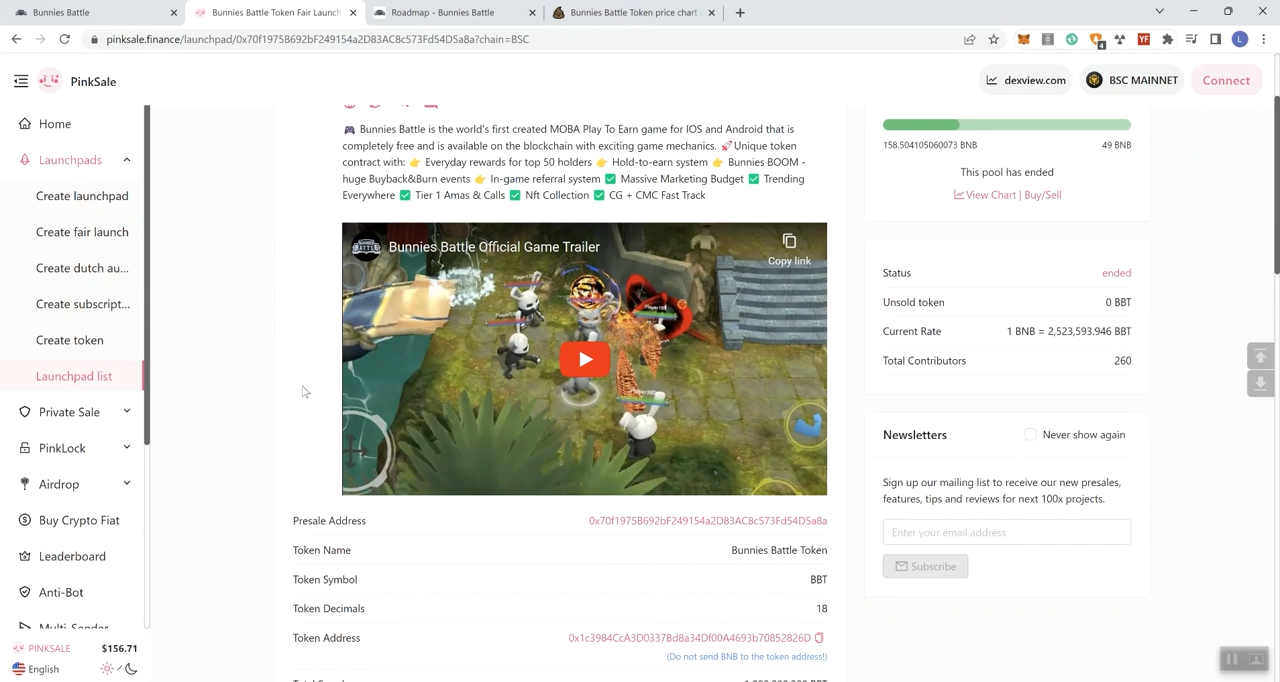 Bunnies Battle
Bunnies Battle Token Fair Launch
Roadmap - Bunnies Battle
Bunnies Battle Token price chart
pinksale.finance/launchpad/0x70f1975B692bF249154a2D83AC8c573Fd54D5a8a?chain=BSC
4
YF
L
PinkSale
dexview.com
BSC MAINNET
Connect
Home
Launchpads
Create launchpad
Create fair launch
Create dutch au...
Create subscript...
Create token
Launchpad list
Private Sale
PinkLock
Airdrop
Buy Crypto Fiat
Leaderboard
Anti-Bot
Multi-Sender
PINKSALE
$156.71
English
🎮 Bunnies Battle is the world's first created MOBA Play To Earn game for IOS and Android that is
completely free and is available on the blockchain with exciting game mechanics. 🚀Unique token
contract with: 👉 Everyday rewards for top 50 holders 👉 Hold-to-earn system 👉 Bunnies BOOM -
huge Buyback&Burn events 👉 In-game referral system ✅ Massive Marketing Budget ✅ Trending
Everywhere ✅ Tier 1 Amas & Calls ✅ Nft Collection ✅ CG + CMC Fast Track
Bunnies Battle Official Game Trailer
Copy link
Presale Address
0x70f1975B692bF249154a2D83AC8c573Fd54D5a8a
Token Name
Bunnies Battle Token
Token Symbol
BBT
Token Decimals
18
Token Address
0x1c3984CcA3D0337Bd8a34Df00A4693b70852826D
(Do not send BNB to the token address!)
158.504105060073 BNB
49 BNB
This pool has ended
View Chart | Buy/Sell
Status
ended
Unsold token
0 BBT
Current Rate
1 BNB = 2,523,593.946 BBT
Total Contributors
260
Newsletters
Never show again
Sign up our mailing list to receive our new presales,
features, tips and reviews for next 100x projects.
Enter your email address
Subscribe